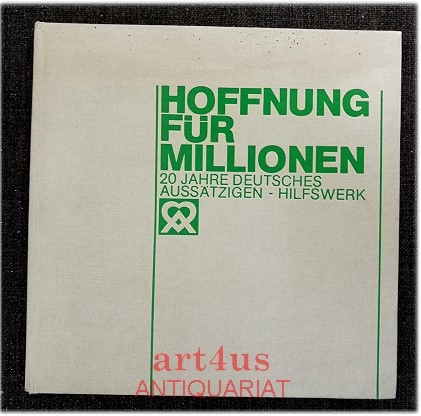 HOFFNUNG
FÜR
MILLIONEN
20 JAHRE DEUTSCHES
AUSSÄTZIGEN - HILFSWERK
art4us
ANTIQUARIAT